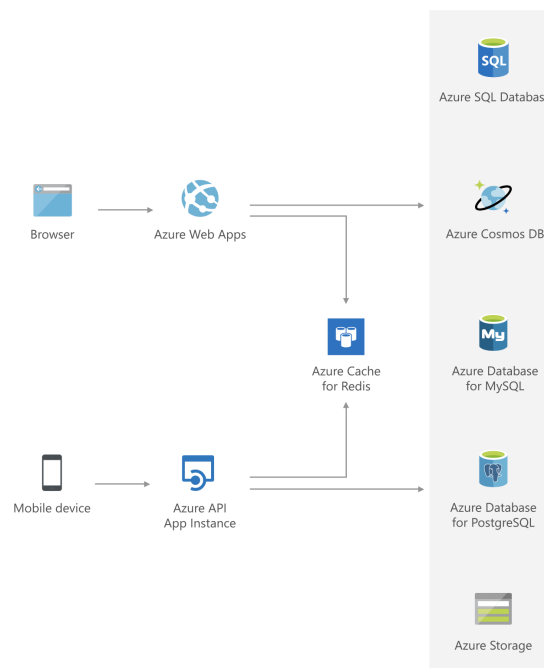 SQL
Azure SQL Databas
Browser
Azure Web Apps
Azure Cosmos DB
Azure Cache
for Redis
My
Azure Database
for MySQL
Mobile device
Azure API
App Instance
Azure Database
for PostgreSQL
Azure Storage